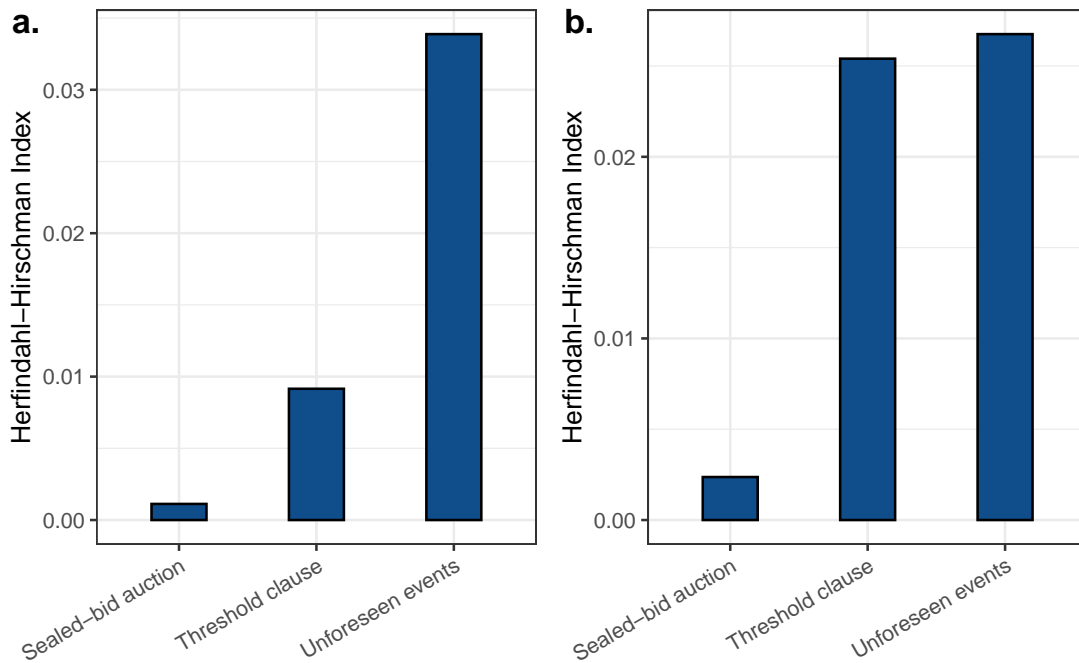 a.
Herfindahl−Hirschman Index
0.03
0.02
0.01
0.00
Sealed−bid auction
Threshold clause
Unforeseen events
b.
Herfindahl−Hirschman Index
0.02
0.01
0.00
Sealed−bid auction
Threshold clause
Unforeseen events